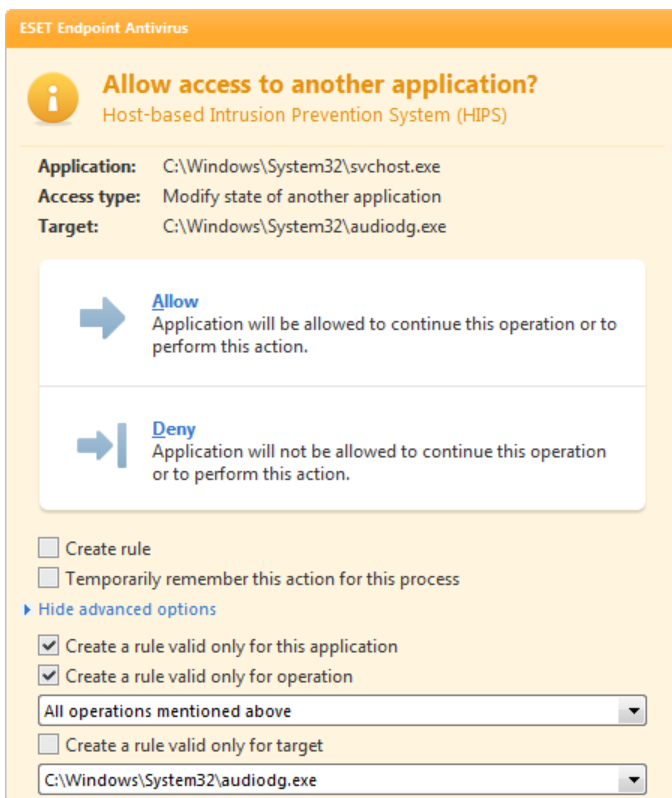 ESET Endpoint Antivirus
Allow access to another application?
Host-based Intrusion Prevention System (HIPS)
Application: C:\Windows\System32\svchost.exe
Access type: Modify state of another application
Target: C:\Windows\System32\audiodg.exe
Allow
Application will be allowed to continue this operation or to
perform this action.
Deny
Application will not be allowed to continue this operation
or to perform this action.
Create rule
Temporarily remember this action for this process
Hide advanced options
Create a rule valid only for this application
Create a rule valid only for operation
All operations mentioned above
Create a rule valid only for target
C:\Windows\System32\audiodg.exe